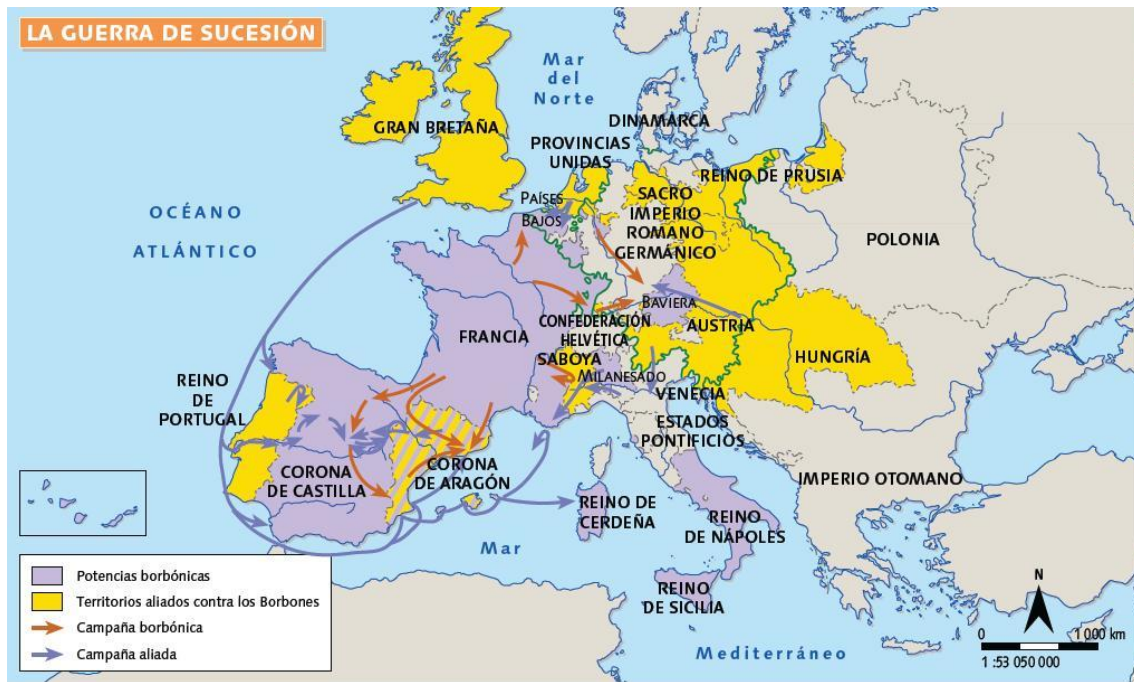 LA GUERRA DE SUCESIÓN
Mar
del
Norte
DINAMARCA
GRAN BRETAÑA
PROVINCIAS
UNIDAS
REINO DE PRUSIA
PAÍSES
BAJOS
SACRO
IMPERIO
ROMANO
GERMÁNICO
OCÉANO
ATLÁNTICO
POLONIA
BAVIERA
FRANCIA
CONFEDERACIÓN
HELVÉTICA
AUSTRIA
HUNGRÍA
SABOYA
MILANESADO
REINO
DE
PORTUGAL
VENECIA
ESTADOS
PONTIFICIOS
CORONA
DE CASTILLA
CORONA
DE ARAGÓN
IMPERIO OTOMANO
REINO DE
CERDEÑA
REINO
DE NÁPOLES
Mar
REINO
DE SICILIA
Mediterráneo
Potencias borbónicas
Territorios aliados contra los Borbones
Campaña borbónica
Campaña aliada
N
0 1 000 km
1 :53 050 000